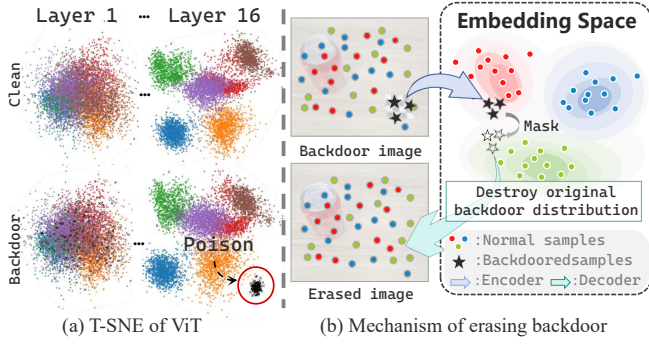 Layer 1 ... Layer 16
Clean
Backdoor
Poison
(a) T-SNE of ViT
Backdoor image
Erased image
Embedding Space
Mask
Destroy original
backdoor distribution
:Normal samples
:Backdooredsamples
:Encoder :Decoder
(b) Mechanism of erasing backdoor